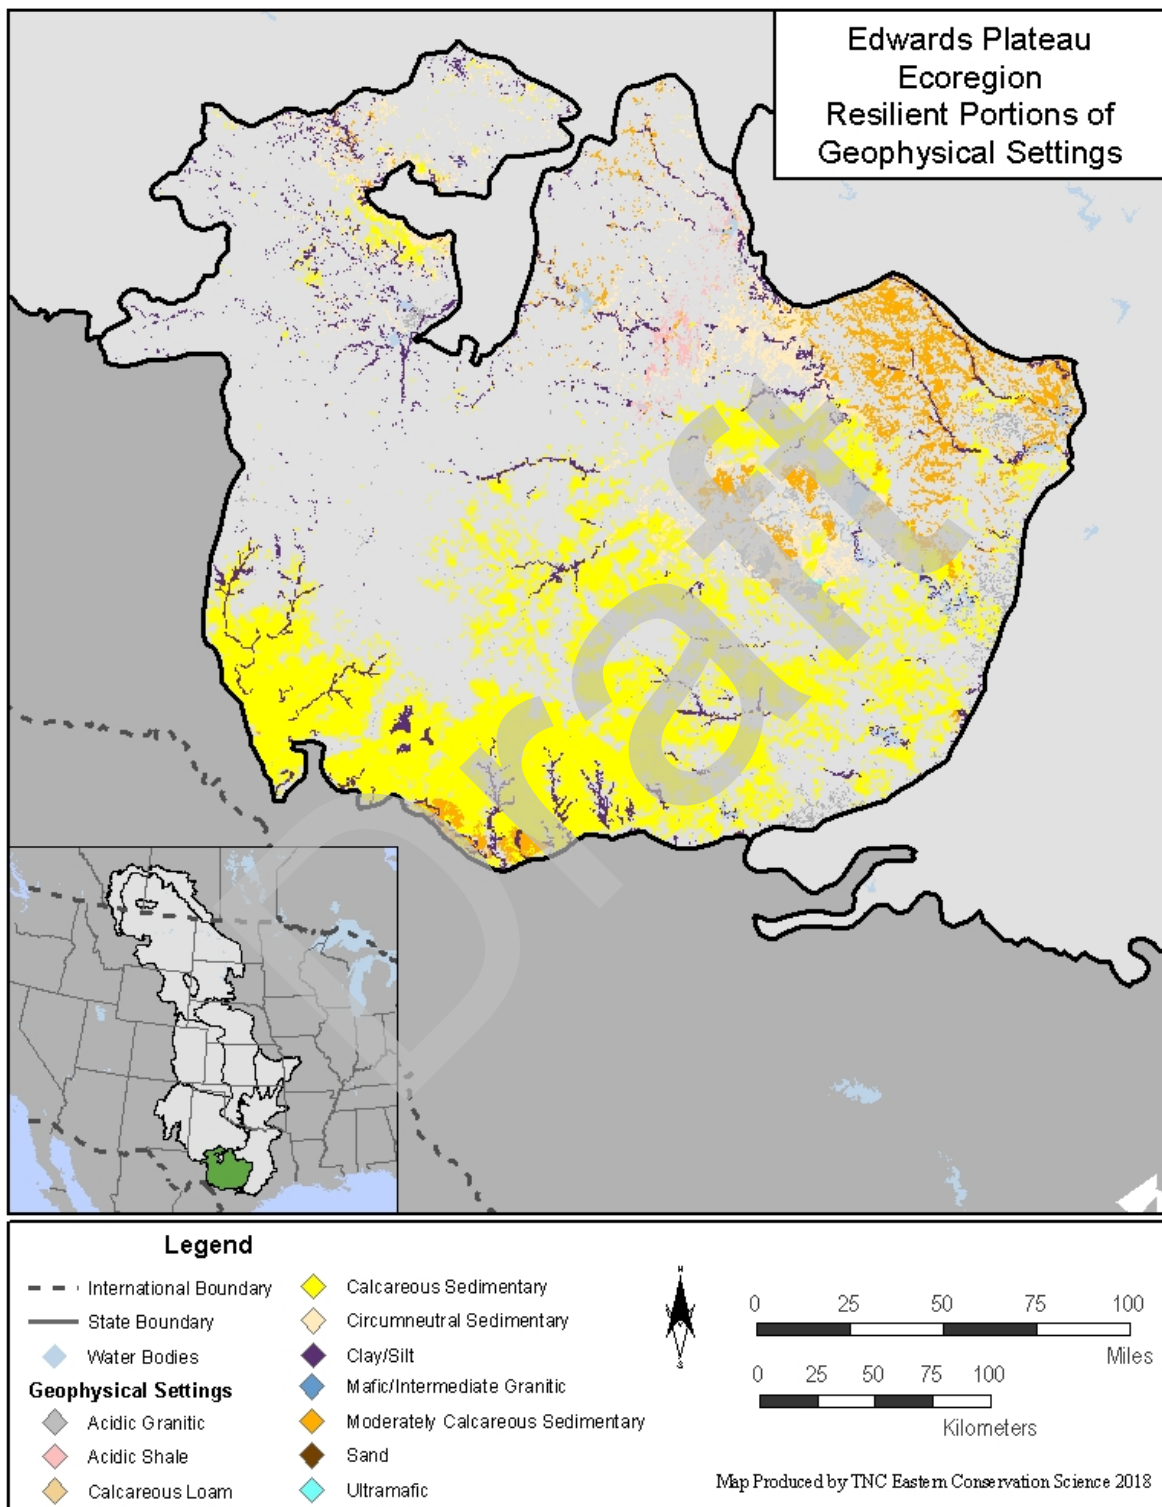 Edwards Plateau
Ecoregion
Resilient Portions of
Geophysical Settings
Draft
Legend
International Boundary
State Boundary
Water Bodies
Geophysical Settings
Acidic Granitic
Acidic Shale
Calcareous Loam
Calcareous Sedimentary
Circumneutral Sedimentary
Clay/Silt
Mafic/Intermediate Granitic
Moderately Calcareous Sedimentary
Sand
Ultramafic
N
S
0 25 50 75 100
Miles
0 25 50 75 100
Kilometers
Map Produced by TNC Eastern Conservation Science 2018